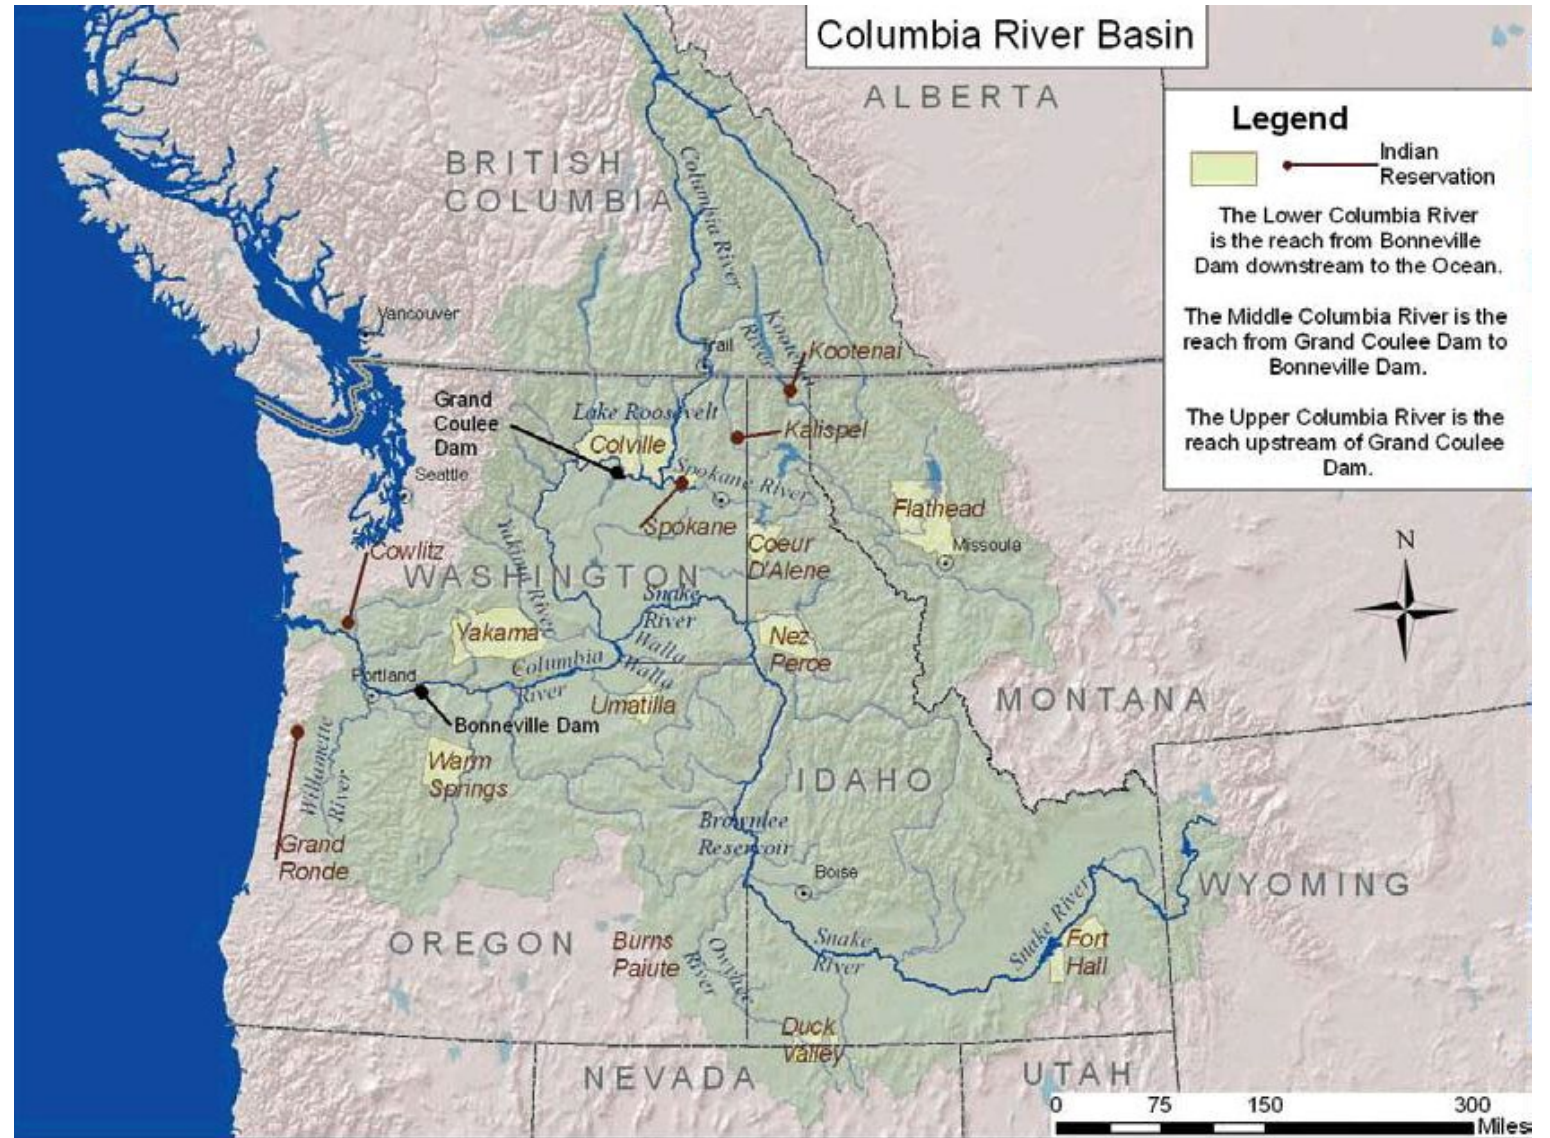 Columbia River Basin
ALBERTA
Legend
Indian
Reservation
The Lower Columbia River
is the reach from Bonneville
Dam downstream to the Ocean.
The Middle Columbia River is the
reach from Grand Coulee Dam to
Bonneville Dam.
The Upper Columbia River is the
reach upstream of Grand Coulee
Dam.
BRITISH
COLUMBIA
Columbia River
Vancouver
Trail
Kootenai
River
Kootenai
Grand
Coulee
Dam
Lake Roosevelt
Colville
Kalispel
Seattle
Spokane River
Spokane
Flathead
Missoula
Coeur
D'Alene
Cowlitz
WASHINGTON
Yakima River
Snake
River
Yakama
Walla
Walla
Nez
Perce
Columbia
River
Portland
Umatilla
Bonneville Dam
MONTANA
N
Willamette
River
Warm
Springs
IDAHO
Brownlee
Reservoir
Grand
Ronde
Boise
WYOMING
OREGON
Burns
Paiute
Owyhee
River
Snake
River
Snake River
Fort
Hall
Duck
Valley
NEVADA
UTAH
0 75 150 300
Miles